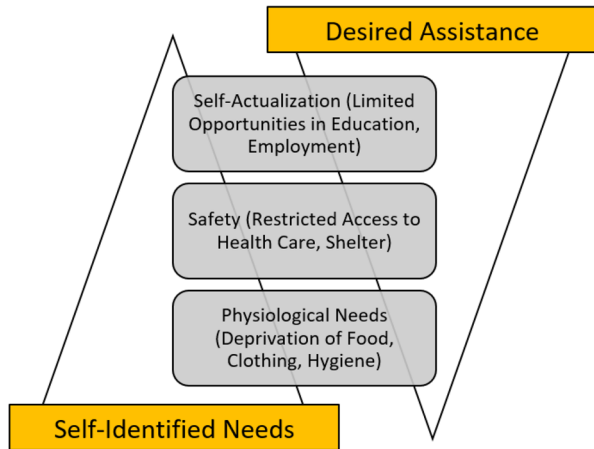 Desired Assistance
Self-Actualization (Limited
Opportunities in Education,
Employment)
Safety (Restricted Access to
Health Care, Shelter)
Physiological Needs
(Deprivation of Food,
Clothing, Hygiene)
Self-Identified Needs